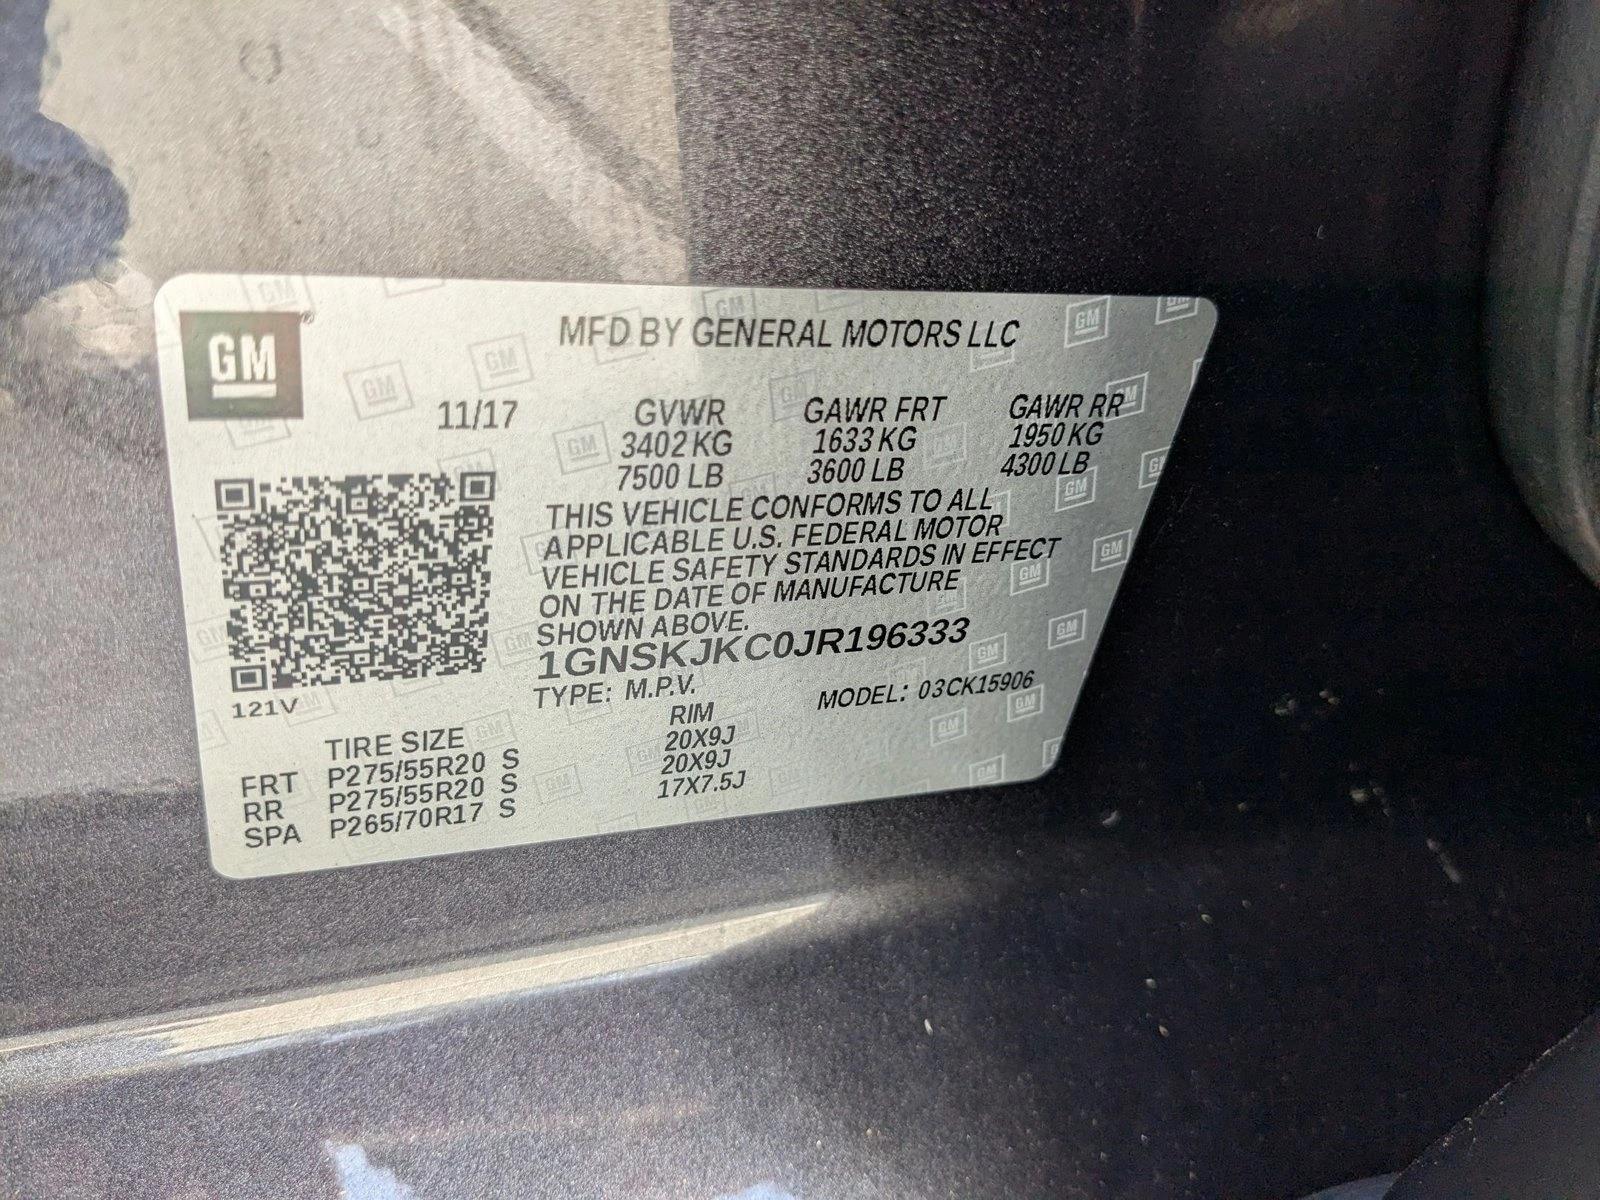 GM
MFD BY GENERAL MOTORS LLC
11/17 GVWR GAWR FRT GAWR RR
3402 KG 1633 KG 1950 KG
7500 LB 3600 LB 4300 LB
THIS VEHICLE CONFORMS TO ALL
APPLICABLE U.S. FEDERAL MOTOR
VEHICLE SAFETY STANDARDS IN EFFECT
ON THE DATE OF MANUFACTURE
SHOWN ABOVE.
1GNSKJKC0JR196333
TYPE: M.P.V. MODEL: 03CK15906
121V
TIRE SIZE RIM
FRT P275/55R20 S 20X9J
RR P275/55R20 S 20X9J
SPA P265/70R17 S 17X7.5J